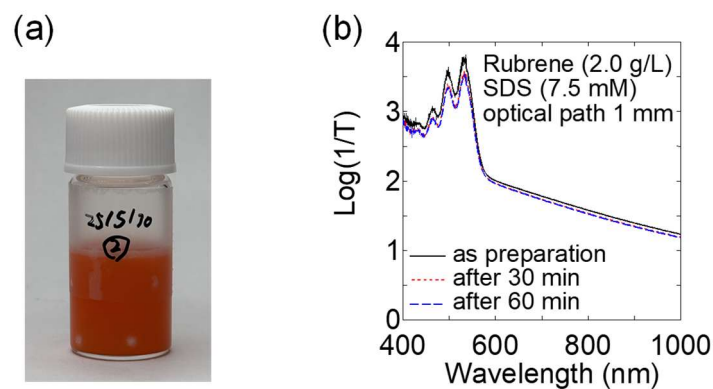 (a)
25/5/30
2
(b)
Log(1/T)
4
3
2
1
0
Rubrene (2.0 g/L)
SDS (7.5 mM)
optical path 1 mm
as preparation
after 30 min
after 60 min
400
600
800
1000
Wavelength (nm)